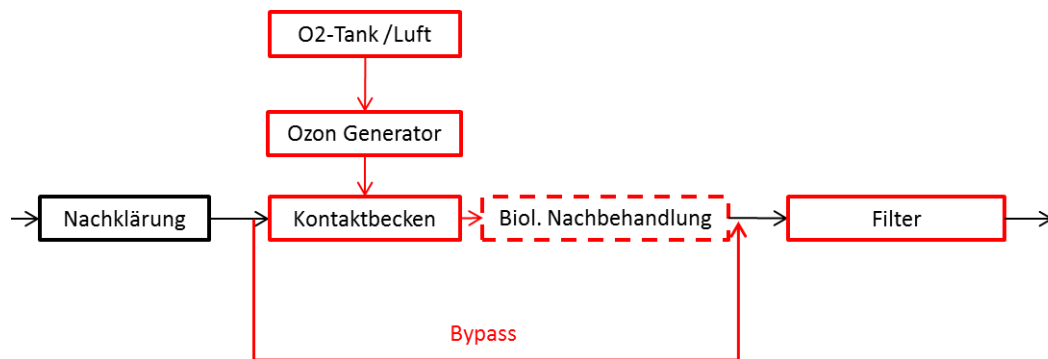 O2-Tank /Luft
Ozon Generator
Nachklärung
Kontaktbecken
Biol. Nachbehandlung
Filter
Bypass